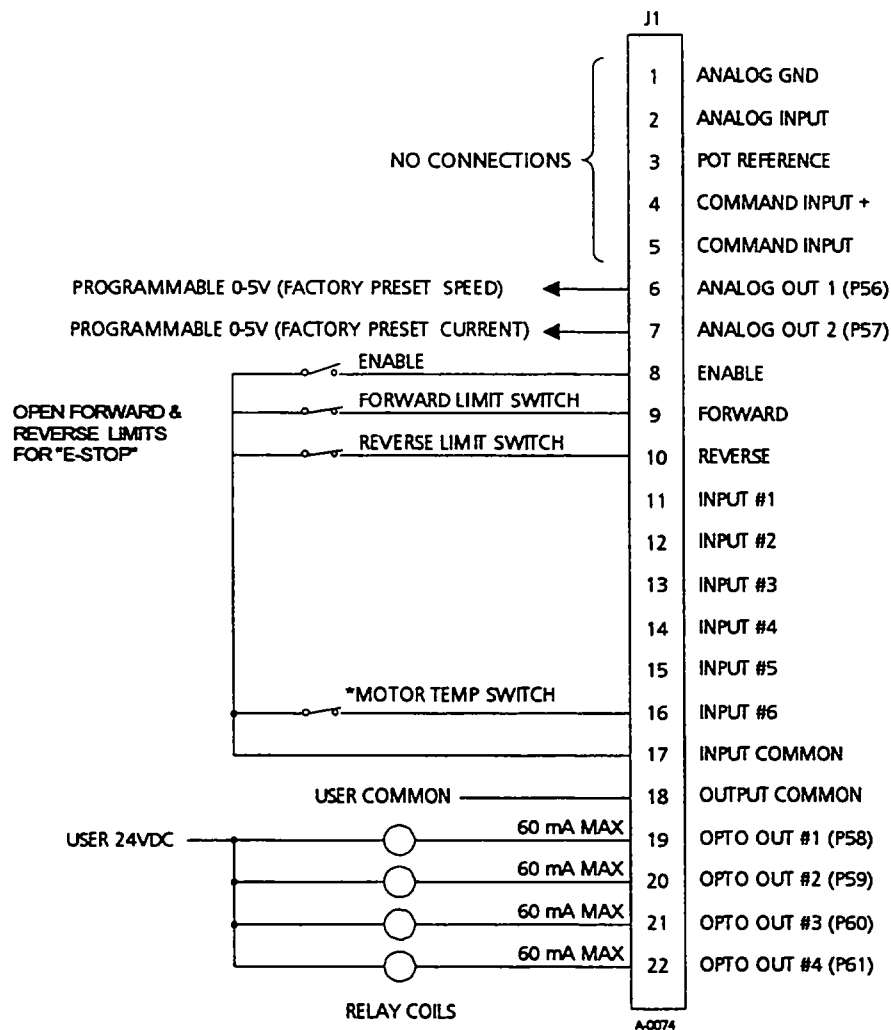 J1
1 ANALOG GND
2 ANALOG INPUT
NO CONNECTIONS
3 POT REFERENCE
4 COMMAND INPUT +
5 COMMAND INPUT
PROGRAMMABLE 0-5V (FACTORY PRESET SPEED) 6 ANALOG OUT 1 (P56)
PROGRAMMABLE 0-5V (FACTORY PRESET CURRENT) 7 ANALOG OUT 2 (P57)
ENABLE 8 ENABLE
OPEN FORWARD &
REVERSE LIMITS
FOR "E-STOP"
FORWARD LIMIT SWITCH 9 FORWARD
REVERSE LIMIT SWITCH 10 REVERSE
11 INPUT #1
12 INPUT #2
13 INPUT #3
14 INPUT #4
15 INPUT #5
*MOTOR TEMP SWITCH 16 INPUT #6
17 INPUT COMMON
USER COMMON 18 OUTPUT COMMON
USER 24VDC 60 mA MAX 19 OPTO OUT #1 (P58)
60 mA MAX 20 OPTO OUT #2 (P59)
60 mA MAX 21 OPTO OUT #3 (P60)
60 mA MAX 22 OPTO OUT #4 (P61)
RELAY COILS
A-0074